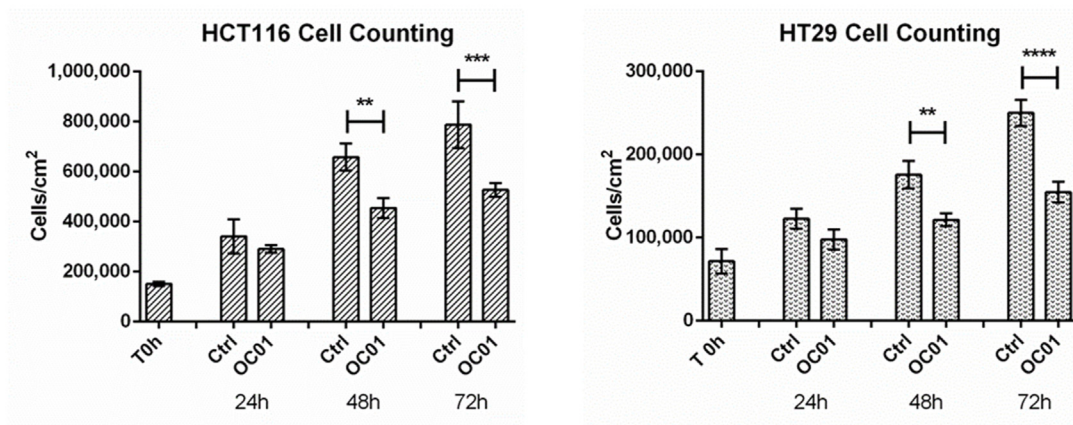 HCT116 Cell Counting
***
1,000,000
**
800,000
600,000
400,000
200,000
0
Cells/cm²
T0h
Ctrl
OC01
Ctrl
OC01
Ctrl
OC01
24h 48h 72h
HT29 Cell Counting
****
300,000
**
200,000
100,000
0
Cells/cm²
T 0h
Ctrl
OC01
Ctrl
OC01
Ctrl
OC01
24h 48h 72h